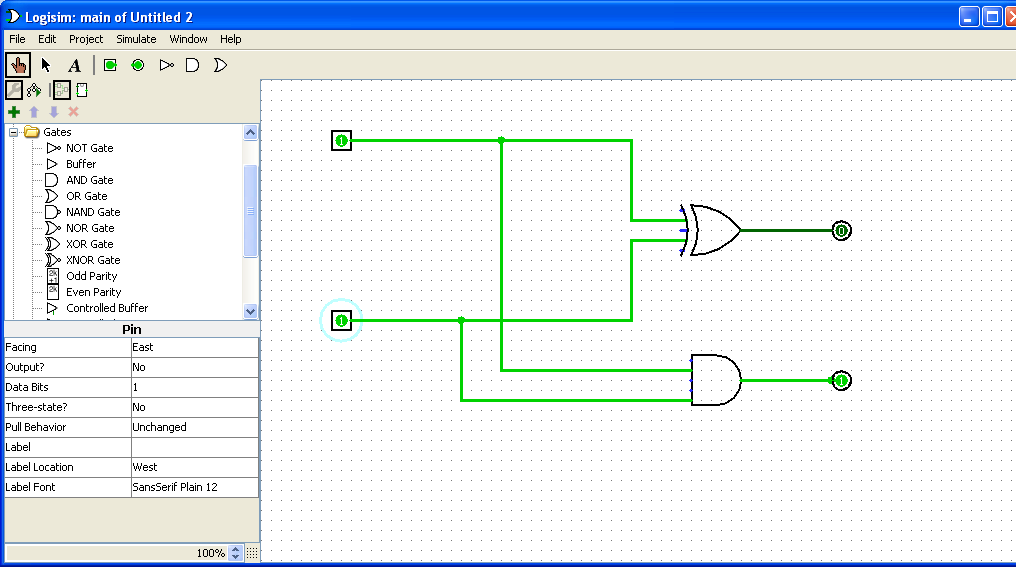 Logisim: main of Untitled 2
File Edit Project Simulate Window Help
A
Gates
NOT Gate
Buffer
AND Gate
OR Gate
NAND Gate
NOR Gate
XOR Gate
XNOR Gate
Odd Parity
Even Parity
Controlled Buffer
Pin
Facing East
Output? No
Data Bits 1
Three-state? No
Pull Behavior Unchanged
Label
Label Location West
Label Font SansSerif Plain 12
100%
1
0
1
1